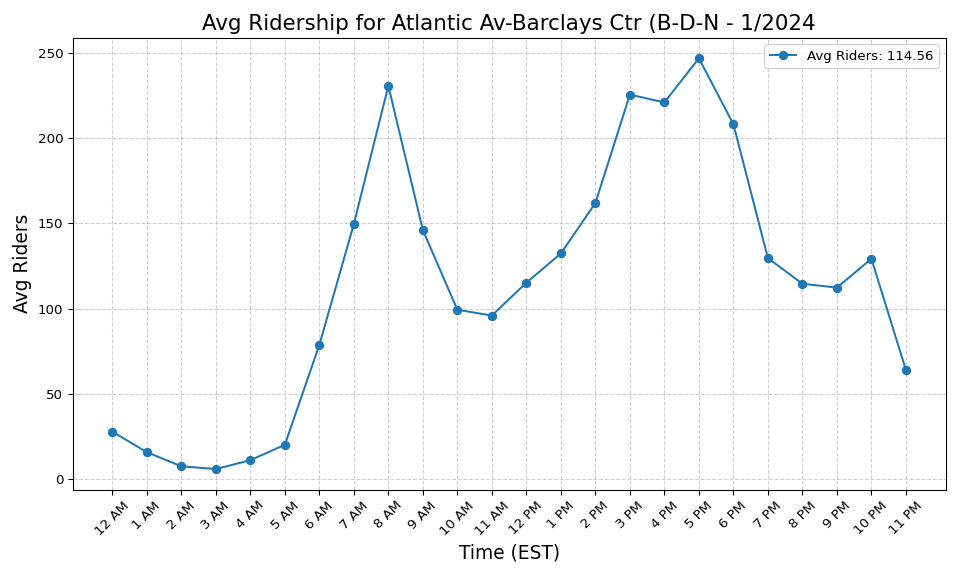 Avg Ridership for Atlantic Av-Barclays Ctr (B-D-N - 1/2024
Avg Riders: 114.56
Avg Riders
250
200
150
100
50
0
12 AM 1 AM 2 AM 3 AM 4 AM 5 AM 6 AM 7 AM 8 AM 9 AM 10 AM 11 AM 12 PM 1 PM 2 PM 3 PM 4 PM 5 PM 6 PM 7 PM 8 PM 9 PM 10 PM 11 PM
Time (EST)